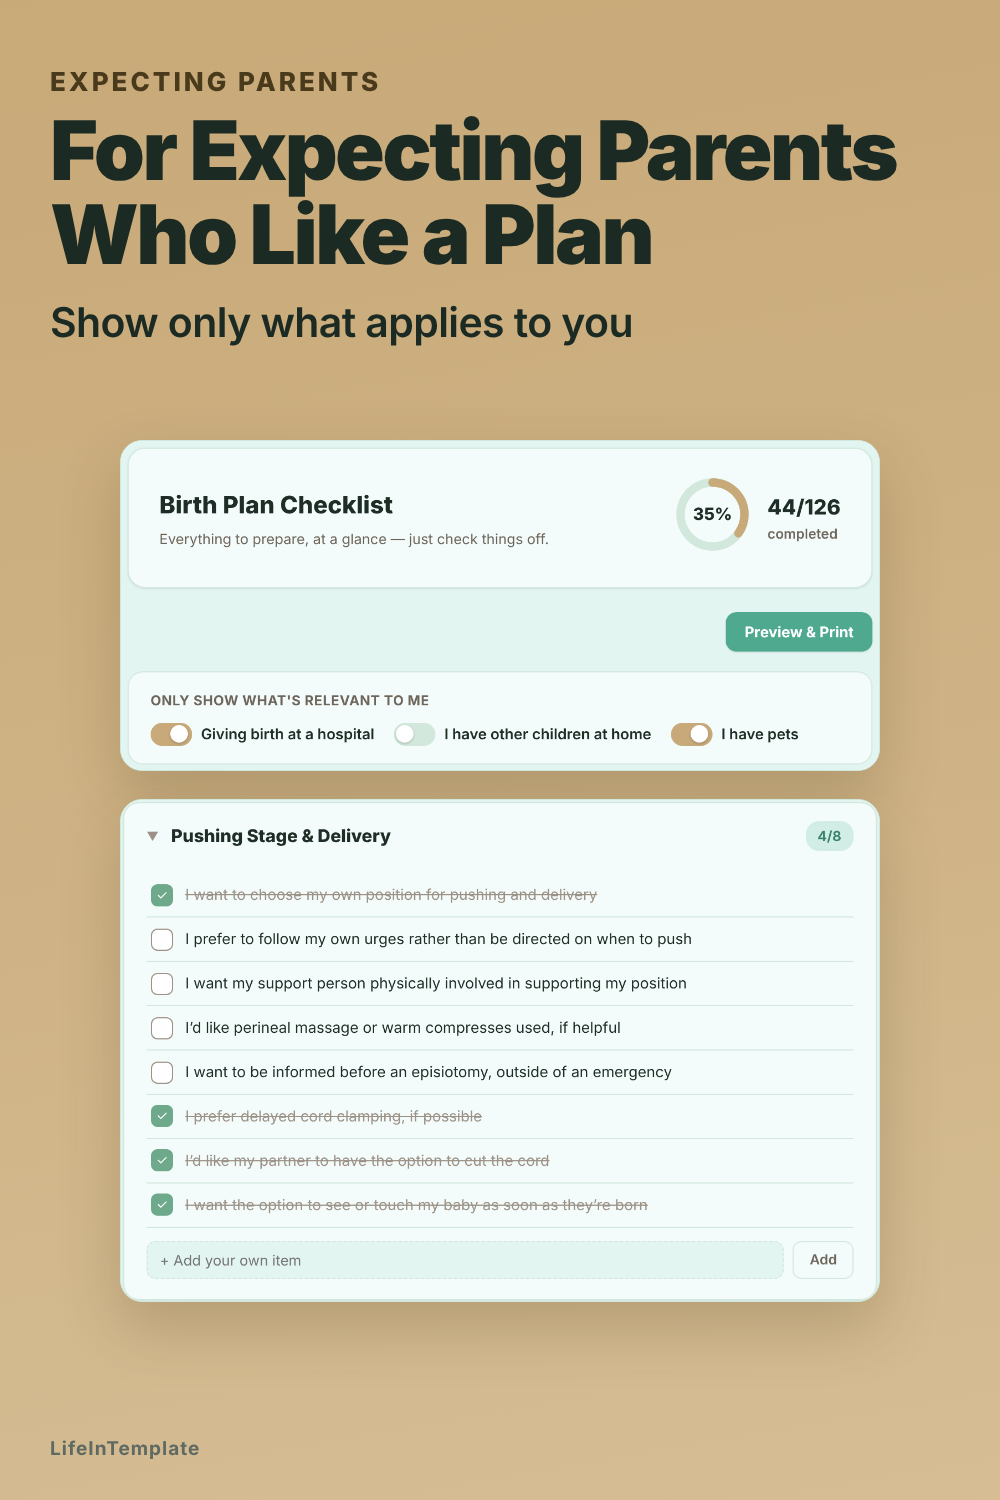 EXPECTING PARENTS
For Expecting Parents
Who Like a Plan
Show only what applies to you
Birth Plan Checklist
Everything to prepare, at a glance — just check things off.
35%
44/126
completed
Preview & Print
ONLY SHOW WHAT'S RELEVANT TO ME
Giving birth at a hospital
I have other children at home
I have pets
Pushing Stage & Delivery
4/8
I want to choose my own position for pushing and delivery
I prefer to follow my own urges rather than be directed on when to push
I want my support person physically involved in supporting my position
I’d like perineal massage or warm compresses used, if helpful
I want to be informed before an episiotomy, outside of an emergency
I prefer delayed cord clamping, if possible
I’d like my partner to have the option to cut the cord
I want the option to see or touch my baby as soon as they’re born
+ Add your own item
Add
LifeInTemplate